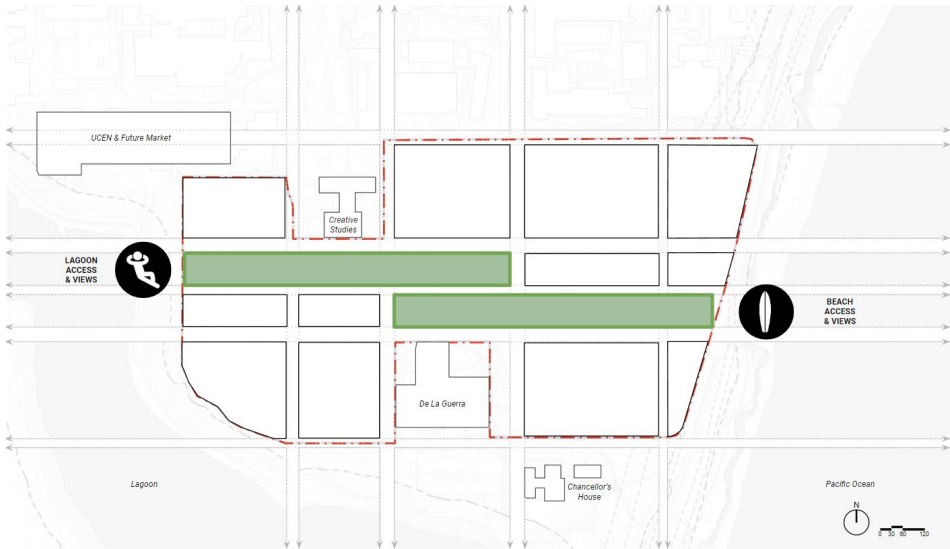 UCEN & Future Market
Creative
Studies
LAGOON
ACCESS
& VIEWS
BEACH
ACCESS
& VIEWS
De La Guerra
Chancellor's
House
Lagoon
Pacific Ocean
N
0 30 60 120